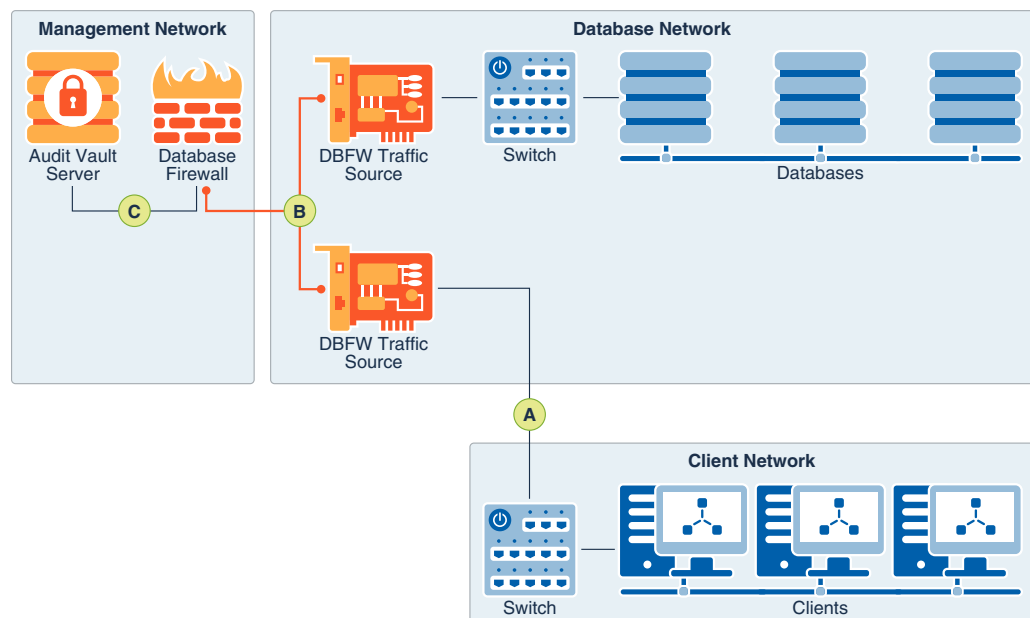 Management Network
Audit Vault
Server
Database
Firewall
C
Database Network
DBFW Traffic
Source
Switch
Databases
B
DBFW Traffic
Source
A
Client Network
Switch
Clients